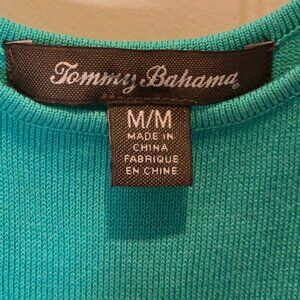 Tommy Bahama®
M/M
MADE IN
CHINA
FABRIQUE
EN CHINE